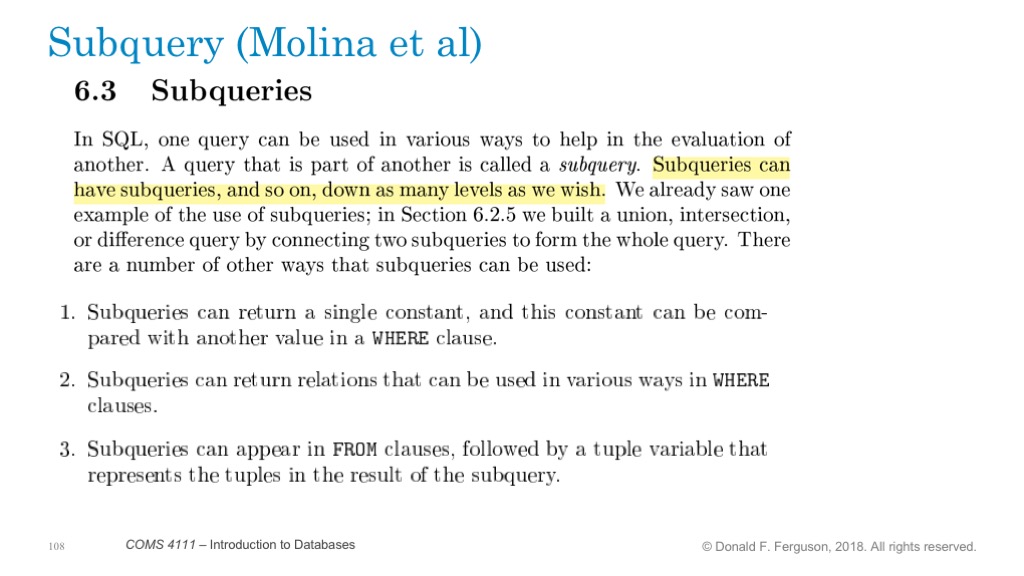 Subquery (Molina et al)
6.3 Subqueries
In SQL, one query can be used in various ways to help in the evaluation of
another. A query that is part of another is called a subquery. Subqueries can
have subqueries, and so on, down as many levels as we wish. We already saw one
example of the use of subqueries; in Section 6.2.5 we built a union, intersection,
or difference query by connecting two subqueries to form the whole query. There
are a number of other ways that subqueries can be used:
1. Subqueries can return a single constant, and this constant can be com-
pared with another value in a WHERE clause.
2. Subqueries can return relations that can be used in various ways in WHERE
clauses.
3. Subqueries can appear in FROM clauses, followed by a tuple variable that
represents the tuples in the result of the subquery.
108 COMS 4111 – Introduction to Databases © Donald F. Ferguson, 2018. All rights reserved.